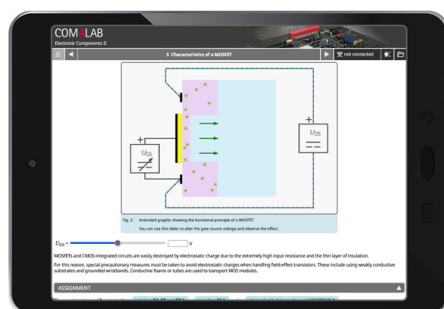 COM4LAB
Electronic Components II
5 Characteristics of a MOSFET
not connected
+
UGS
+
UDS
Fig. 3: Animated graphic showing the functional principle of a MOSFET.
You can use this slider to alter the gate source voltage and observe the effect.
UGS = V
MOSFETs and CMOS-integrated circuits are easily destroyed by electrostatic charge due to the extremely high input resistance and the thin layer of insulation.
For this reason, special precautionary measures must be taken to avoid electrostatic charges when handling field-effect transistors. These include using weakly conductive
substrates and grounded wristbands. Conductive foams or tubes are used to transport MOS modules.
ASSIGNMENT